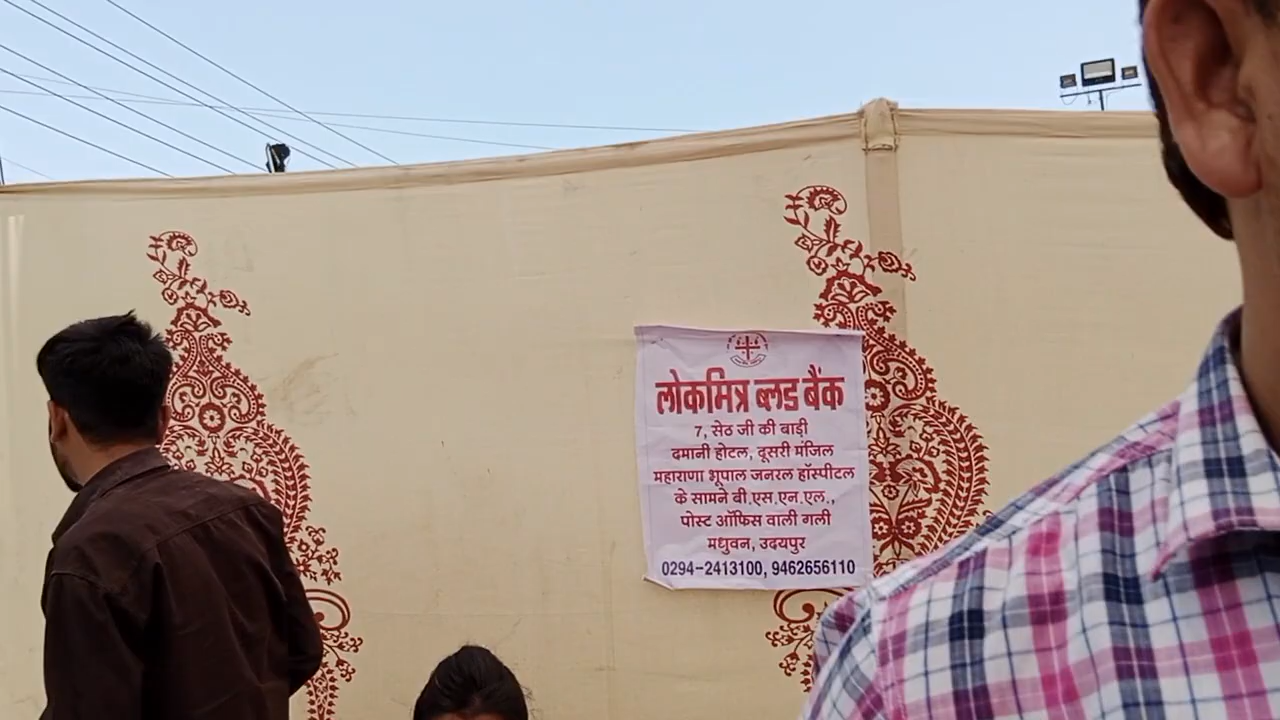 लोकमित्र ब्लड बैंक
7, सेठ जी की बाड़ी
दमानी होटल, दूसरी मंजिल
महाराणा भूपाल जनरल हॉस्पीटल
के सामने बी.एस.एन.एल.,
पोस्ट ऑफिस वाली गली
मधुवन, उदयपुर
0294-2413100, 9462656110